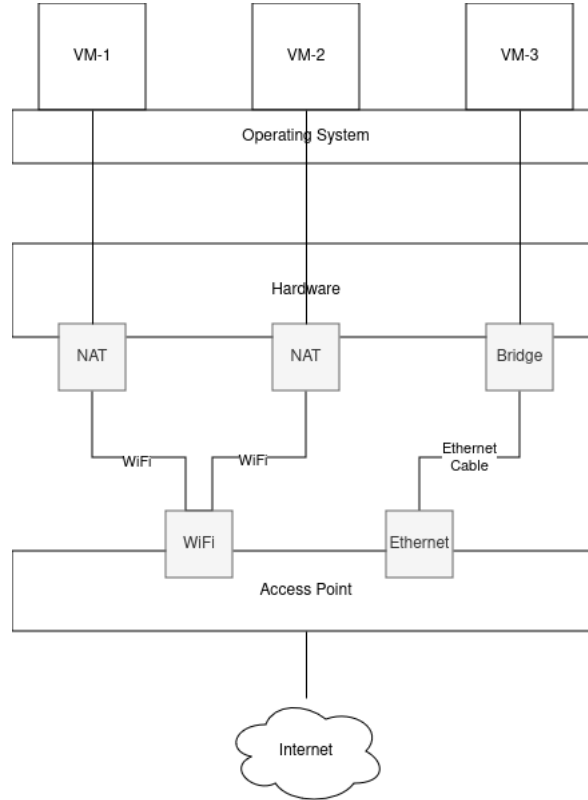 VM-1
VM-2
VM-3
Operating System
Hardware
NAT
NAT
Bridge
WiFi
WiFi
Ethernet
Cable
WiFi
Ethernet
Access Point
Internet